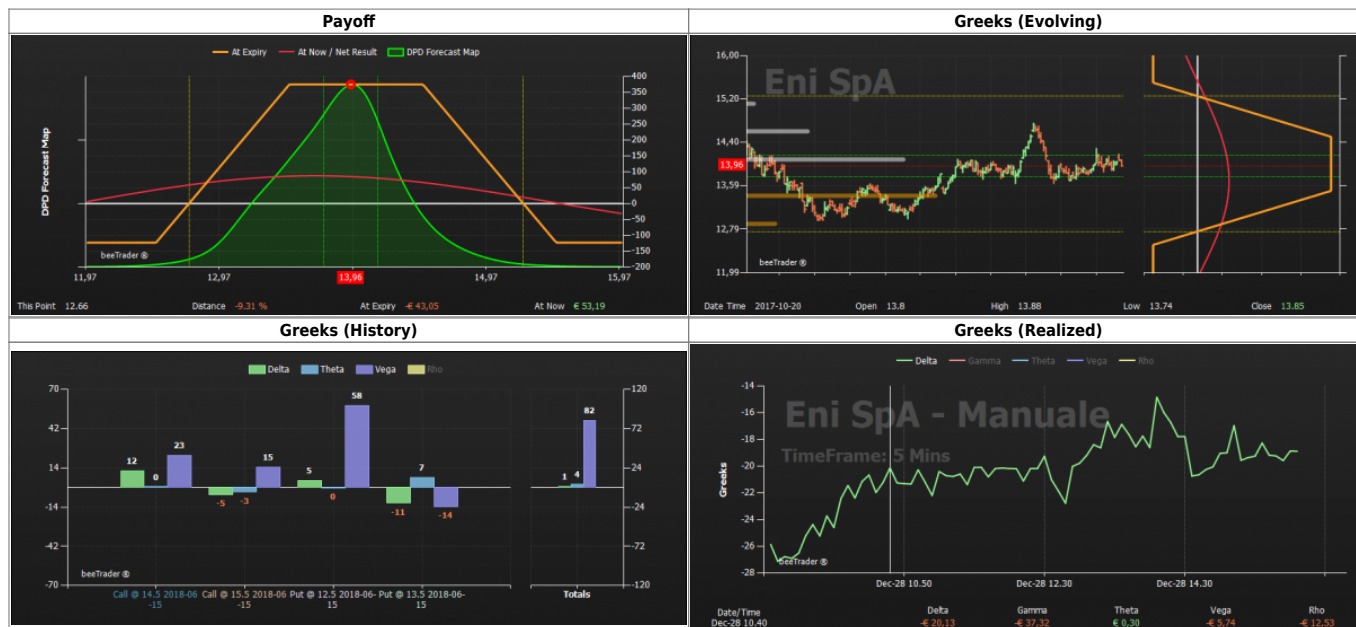 Payoff
At Expiry At Now / Net Result DPD Forecast Map
400
350
300
250
200
150
100
50
0
-50
-100
-150
-200
DPD Forecast Map
beeTrader ®
11,97 12,97 13,96 14,97 15,97
This Point 12.66 Distance -9.31 % At Expiry -€ 43,05 At Now € 53,19
Greeks (Evolving)
Eni SpA
16,00
15,20
14,40
13,96
13,59
12,79
11,99
beeTrader ®
Date Time 2017-10-20 Open 13.8 High 13.88 Low 13.74 Close 13.85
Greeks (History)
Delta Theta Vega Rho
70 120
42 72
14 24
-14 -24
-42 -72
-70 -120
12 0 23
-5 -3 15
5 0 58
-11 7 -14
1 4 82
beeTrader ®
Call @ 14.5 2018-06 Call @ 15.5 2018-06 Put @ 12.5 2018-06- Put @ 13.5 2018-06- Totals
-15 -15 15 15
Greeks (Realized)
Delta Gamma Theta Vega Rho
Eni SpA - Manuale
TimeFrame: 5 Mins
-14
-16
-18
-20
-22
-24
-26
-28
Greeks
beeTrader ®
Dec-28 10.50 Dec-28 12.30 Dec-28 14.30
Date/Time Delta Gamma Theta Vega Rho
Dec-28 10.40 -€ 20,13 -€ 37,32 € 0,30 -€ 5,74 -€ 12,53